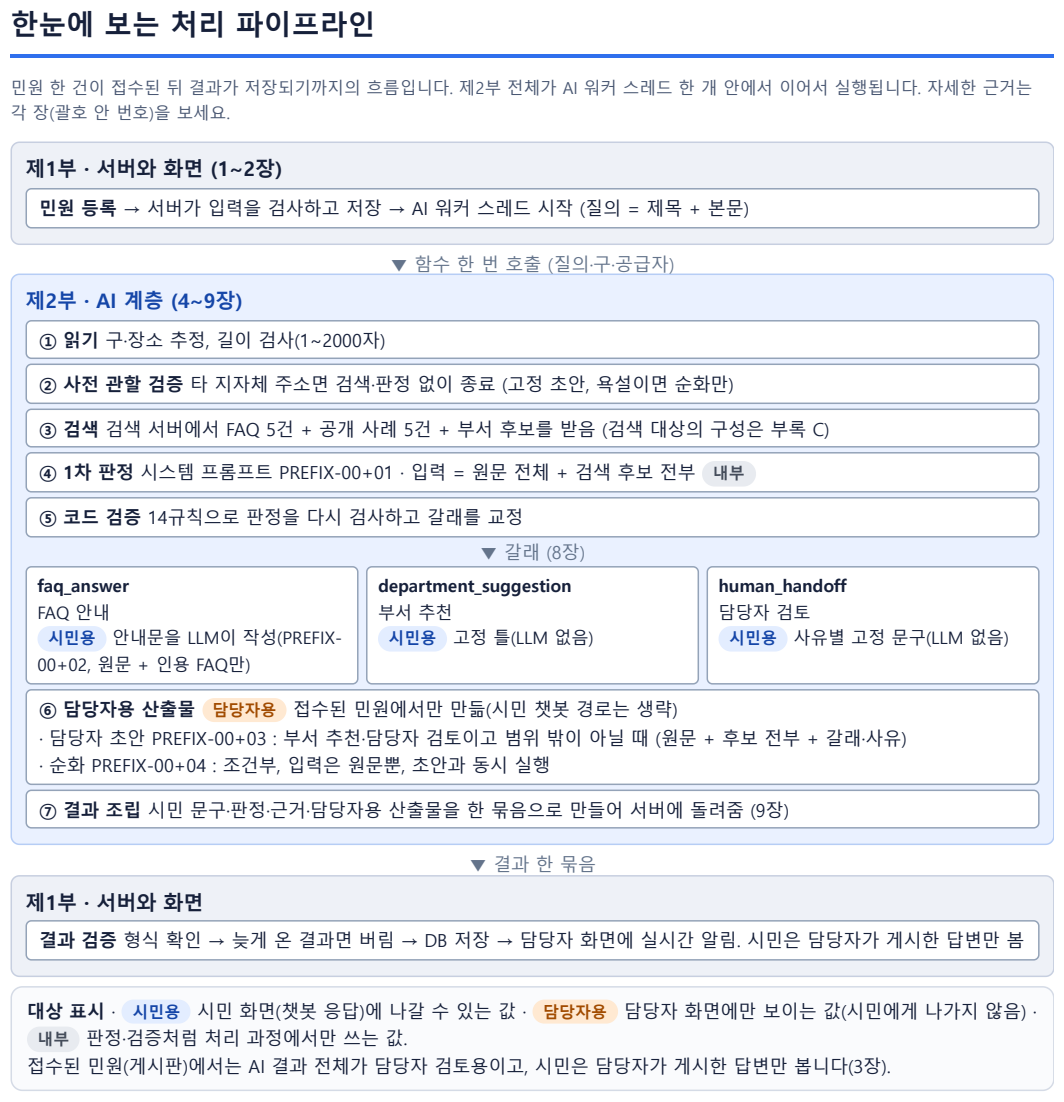 한눈에 보는 처리 파이프라인
민원 한 건이 접수된 뒤 결과가 저장되기까지의 흐름입니다. 제2부 전체가 AI 워커 스레드 한 개 안에서 이어서 실행됩니다. 자세한 근거는
각 장(괄호 안 번호)을 보세요.
제1부 · 서버와 화면 (1~2장)
민원 등록 → 서버가 입력을 검사하고 저장 → AI 워커 스레드 시작 (질의 = 제목 + 본문)
▼ 함수 한 번 호출 (질의·구·공급자)
제2부 · AI 계층 (4~9장)
① 읽기 구·장소 추정, 길이 검사(1~2000자)
② 사전 관할 검증 타 지자체 주소면 검색·판정 없이 종료 (고정 초안, 욕설이면 순화만)
③ 검색 검색 서버에서 FAQ 5건 + 공개 사례 5건 + 부서 후보를 받음 (검색 대상의 구성은 부록 C)
④ 1차 판정 시스템 프롬프트 PREFIX-00+01 · 입력 = 원문 전체 + 검색 후보 전부 내부
⑤ 코드 검증 14규칙으로 판정을 다시 검사하고 갈래를 교정
▼ 갈래 (8장)
faq_answer
FAQ 안내
시민용 안내문을 LLM이 작성(PREFIX-
00+02, 원문 + 인용 FAQ만)
department_suggestion
부서 추천
시민용 고정 틀(LLM 없음)
human_handoff
담당자 검토
시민용 사유별 고정 문구(LLM 없음)
⑥ 담당자용 산출물 담당자용 접수된 민원에서만 만듦(시민 챗봇 경로는 생략)
· 담당자 초안 PREFIX-00+03 : 부서 추천·담당자 검토이고 범위 밖이 아닐 때 (원문 + 후보 전부 + 갈래·사유)
· 순화 PREFIX-00+04 : 조건부, 입력은 원문뿐, 초안과 동시 실행
⑦ 결과 조립 시민 문구·판정·근거·담당자용 산출물을 한 묶음으로 만들어 서버에 돌려줌 (9장)
▼ 결과 한 묶음
제1부 · 서버와 화면
결과 검증 형식 확인 → 늦게 온 결과면 버림 → DB 저장 → 담당자 화면에 실시간 알림. 시민은 담당자가 게시한 답변만 봄
대상 표시 · 시민용 시민 화면(챗봇 응답)에 나갈 수 있는 값 · 담당자용 담당자 화면에만 보이는 값(시민에게 나가지 않음) ·
내부 판정·검증처럼 처리 과정에서만 쓰는 값.
접수된 민원(게시판)에서는 AI 결과 전체가 담당자 검토용이고, 시민은 담당자가 게시한 답변만 봅니다(3장).